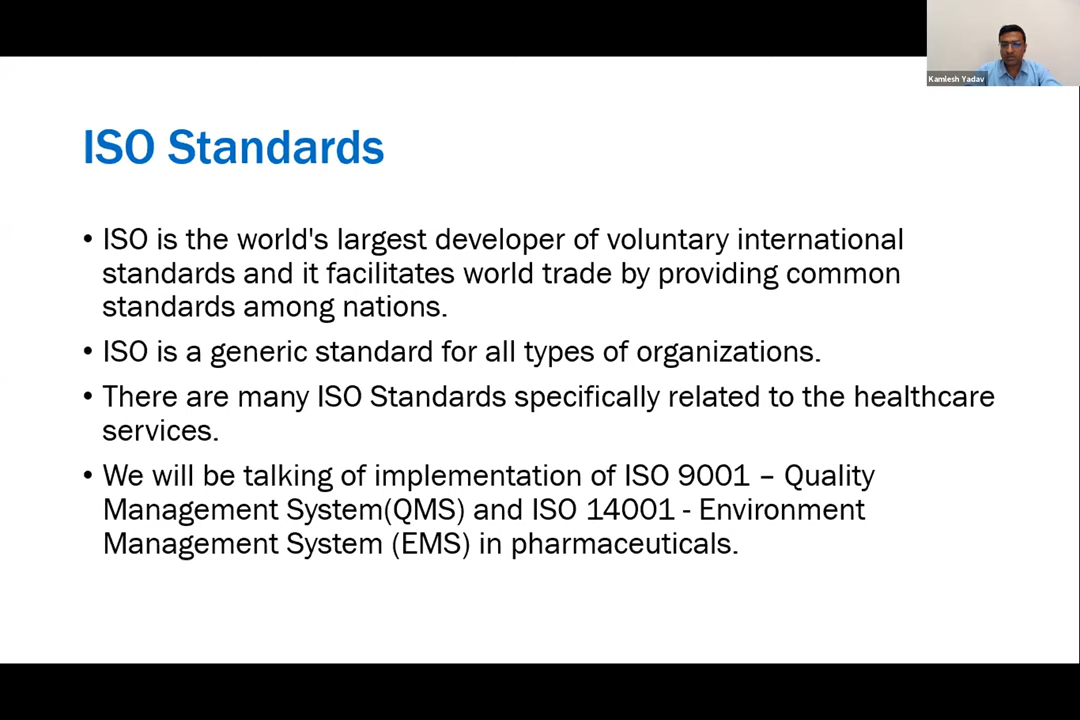 Kamlesh Yadav
ISO Standards
• ISO is the world's largest developer of voluntary international
standards and it facilitates world trade by providing common
standards among nations.
• ISO is a generic standard for all types of organizations.
• There are many ISO Standards specifically related to the healthcare
services.
• We will be talking of implementation of ISO 9001 – Quality
Management System(QMS) and ISO 14001 - Environment
Management System (EMS) in pharmaceuticals.